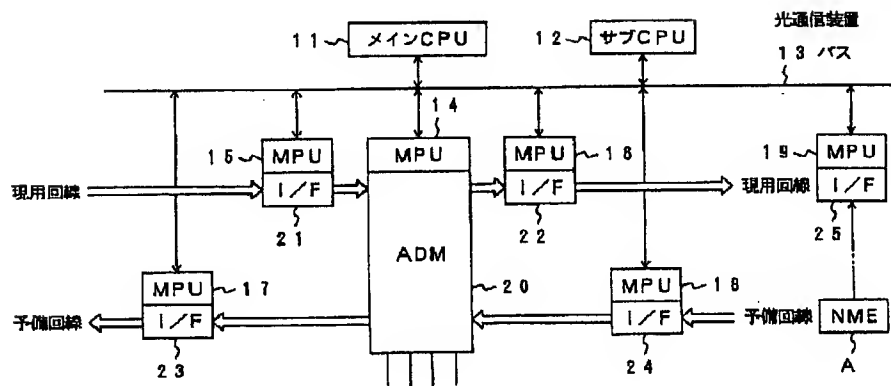 光通信装置
11 メインCPU
12 サブCPU
13 バス
14
15 MPU
MPU
MPU 16
19 MPU
現用回線
I/F
I/F
現用回線
I/F
21
22
25
ADM
MPU 17
20
MPU 18
予備回線
I/F
I/F
予備回線
NME
23
24
A